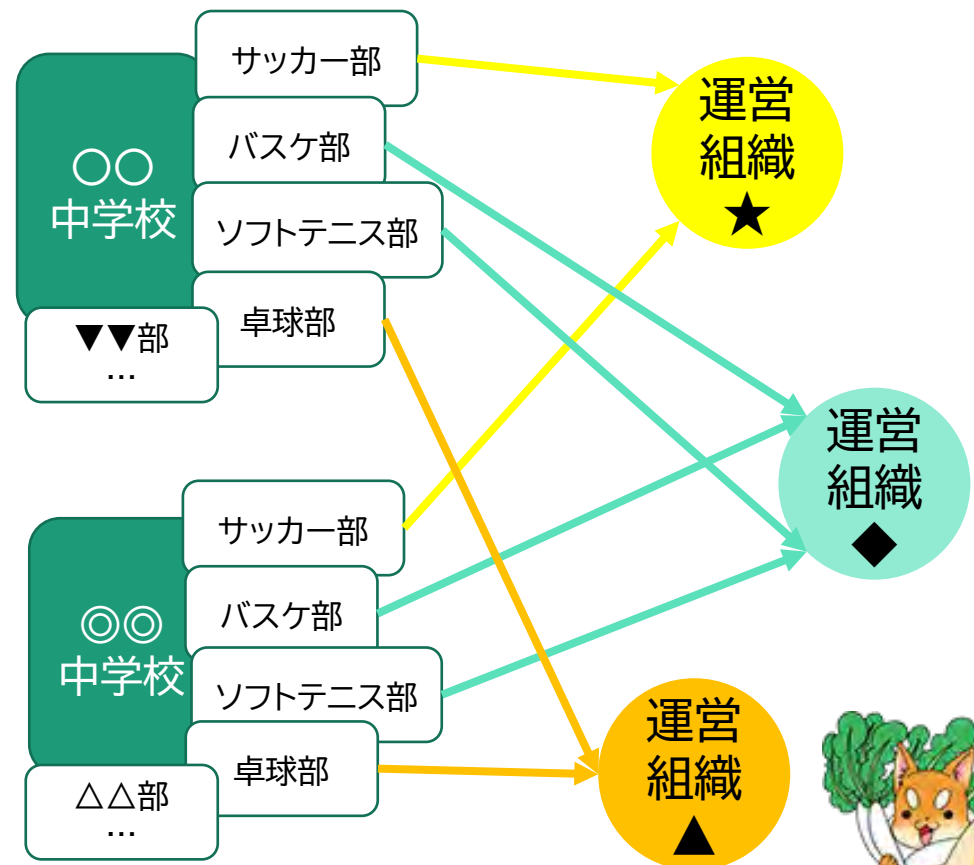 ○○
中学校
サッカー部
バスケ部
ソフトテニス部
卓球部
▼▼部
…
◎◎
中学校
サッカー部
バスケ部
ソフトテニス部
卓球部
△△部
…
運営
組織
★
運営
組織
◆
運営
組織
▲